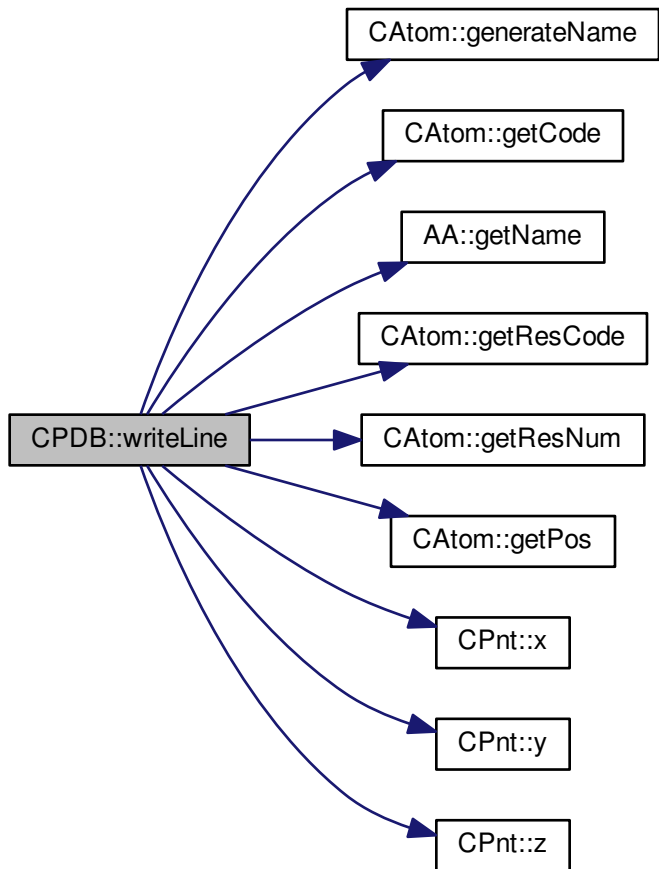 CAtom::generateName
CAtom::getCode
AA::getName
CAtom::getResCode
CPDB::writeLine
CAtom::getResNum
CAtom::getPos
CPnt::x
CPnt::y
CPnt::z